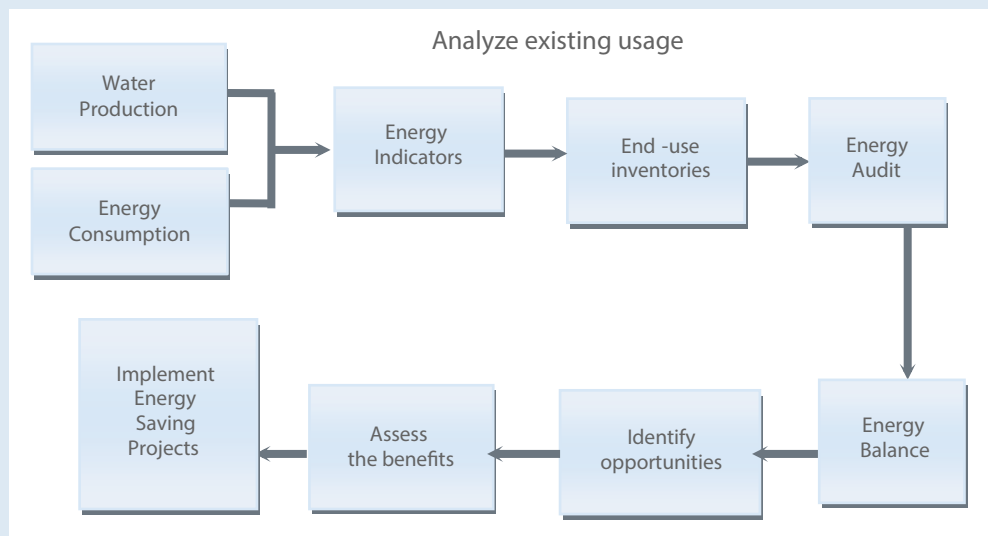 Analyze existing usage
Water
Production
Energy
Consumption
Energy
Indicators
End -use
inventories
Energy
Audit
Energy
Balance
Identify
opportunities
Assess
the benefits
Implement
Energy
Saving
Projects